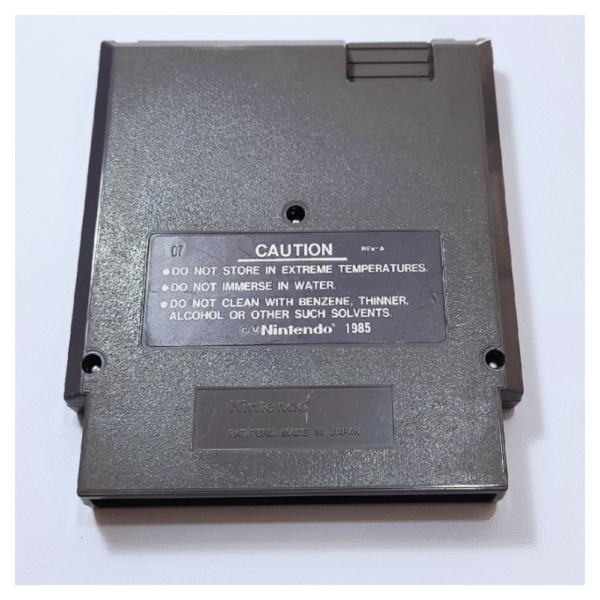 07 CAUTION REV-A
●DO NOT STORE IN EXTREME TEMPERATURES.
●DO NOT IMMERSE IN WATER.
●DO NOT CLEAN WITH BENZENE, THINNER,
ALCOHOL OR OTHER SUCH SOLVENTS.
Nintendo® 1985
Nintendo
PAT. PEND. MADE IN JAPAN